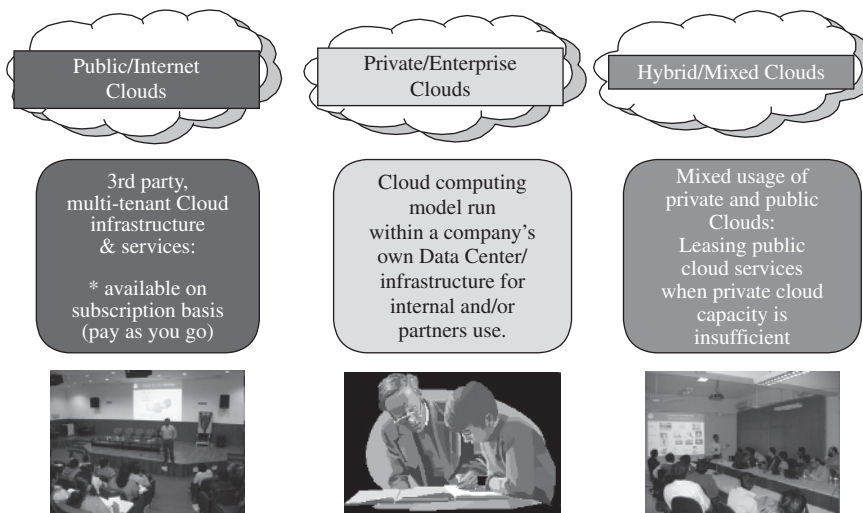 Public/Internet
Clouds
Private/Enterprise
Clouds
Hybrid/Mixed Clouds
3rd party,
multi-tenant Cloud
infrastructure
& services:
* available on
subscription basis
(pay as you go)
Cloud computing
model run
within a company's
own Data Center/
infrastructure for
internal and/or
partners use.
Mixed usage of
private and public
Clouds:
Leasing public
cloud services
when private cloud
capacity is
insufficient